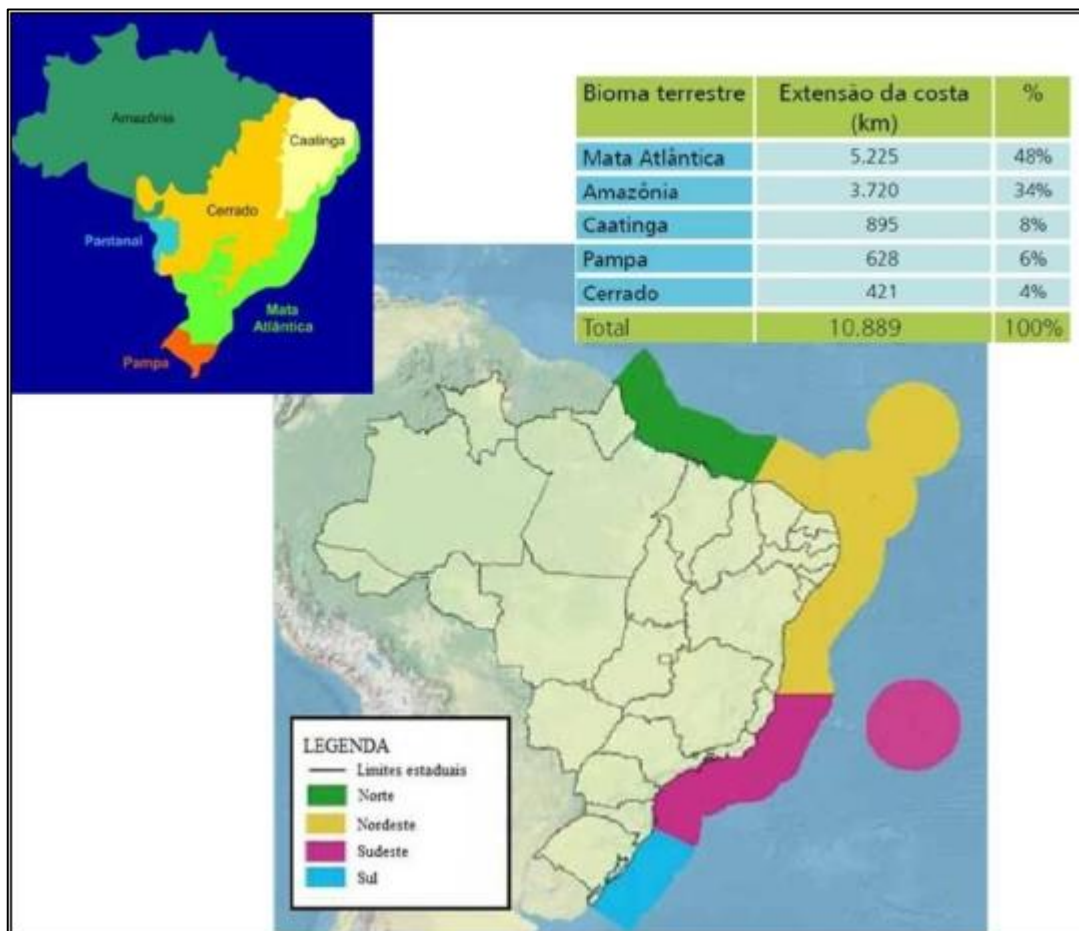 Amazônia
Caatinga
Cerrado
Pantanal
Mata
Atlântica
Pampa
Bioma terrestre Extensão da costa (km) %
Mata Atlântica 5.225 48%
Amazônia 3.720 34%
Caatinga 895 8%
Pampa 628 6%
Cerrado 421 4%
Total 10.889 100%
LEGENDA
Limites estaduais
Norte
Nordeste
Sudeste
Sul